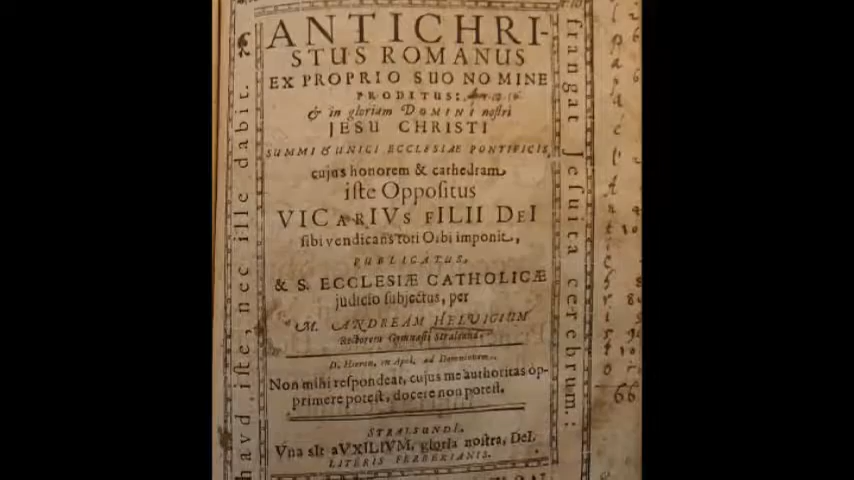 ANTICHRI-
STUS ROMANUS
EX PROPRIO SUO NOMINE
PRODITUS:
& in gloriam DOMINI nostri
JESU CHRISTI
SUMMI & UNICI ECCLESIAE PONTIFICIS,
cujus honorem & cathedram
iste Oppositus
VICarIVs fILII DeI
sibi vendicans toti Orbi imponit,
PUBLICATUS,
& S. ECCLESIÆ CATHOLICÆ
judicio subjectus, per
M. ANDREAM HELVIGIUM
Rectorem Gymnasii Stralsund.
D. Hieron. in Apol. ad Domnionem.
Non mihi respondeat, cujus me authoritas op-
primere potest, docere non potest.
STRALSUNDI,
Vna sIt aVXILIVM, gloria nostra, DeI.
LITERIS FERBERIANIS.
haud iste, nec ille dabit.
frangat Jesuita cerebrum.
66